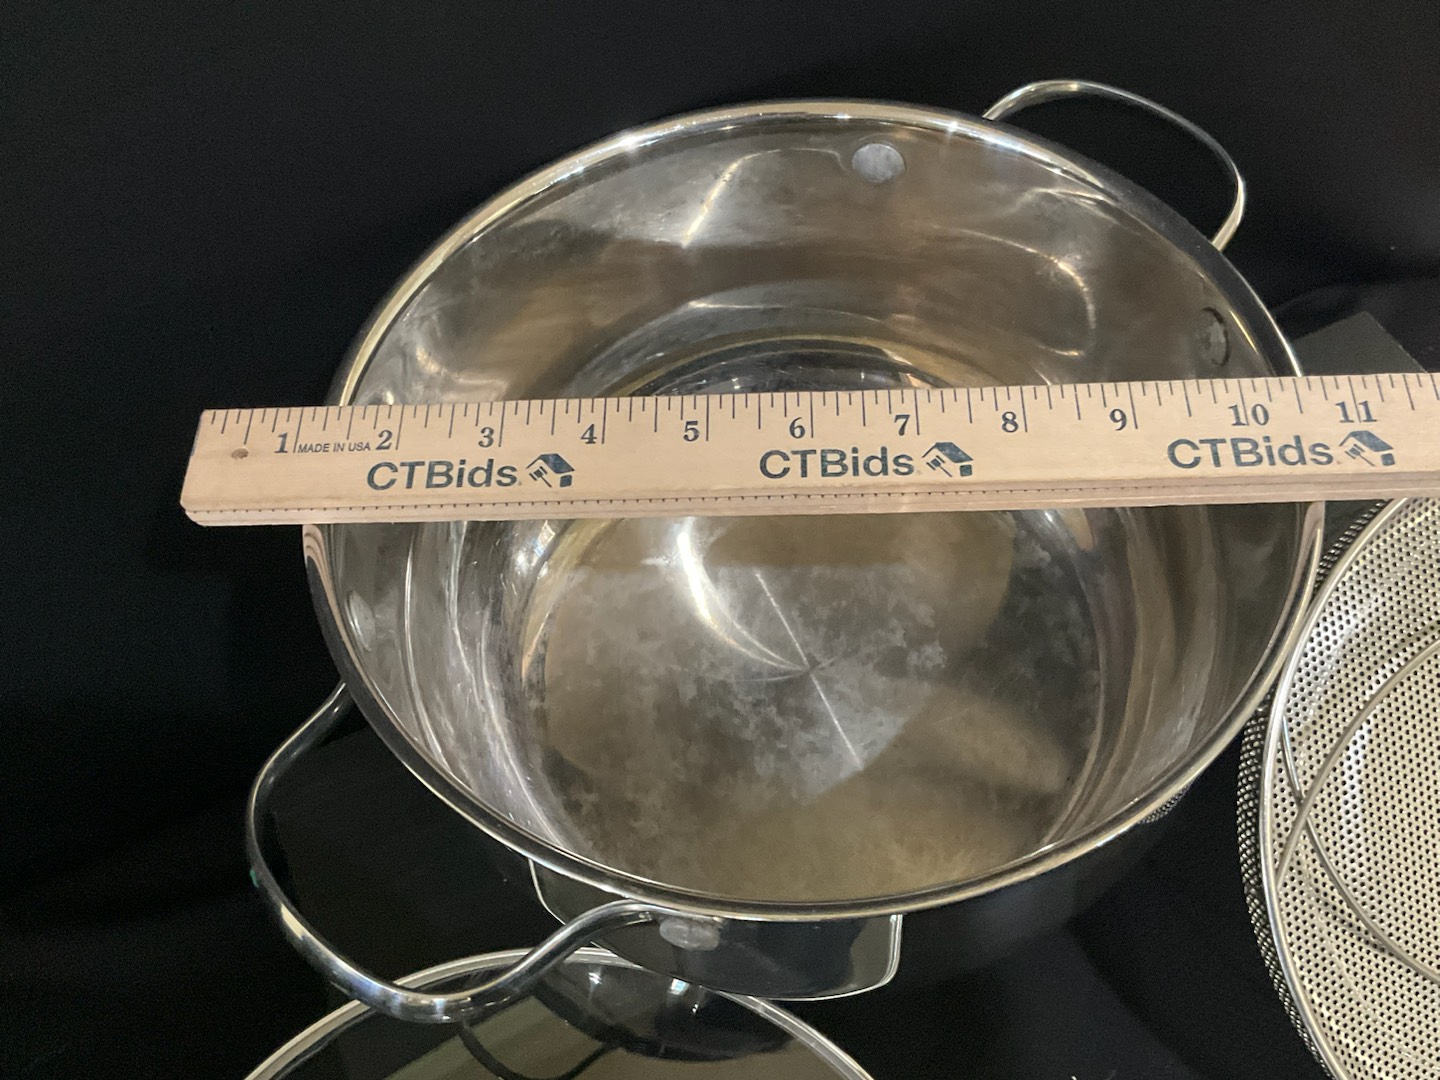 1 MADE IN USA 2 3 4 5 6 7 8 9 10 11
CTBids. CTBids. CTBids.